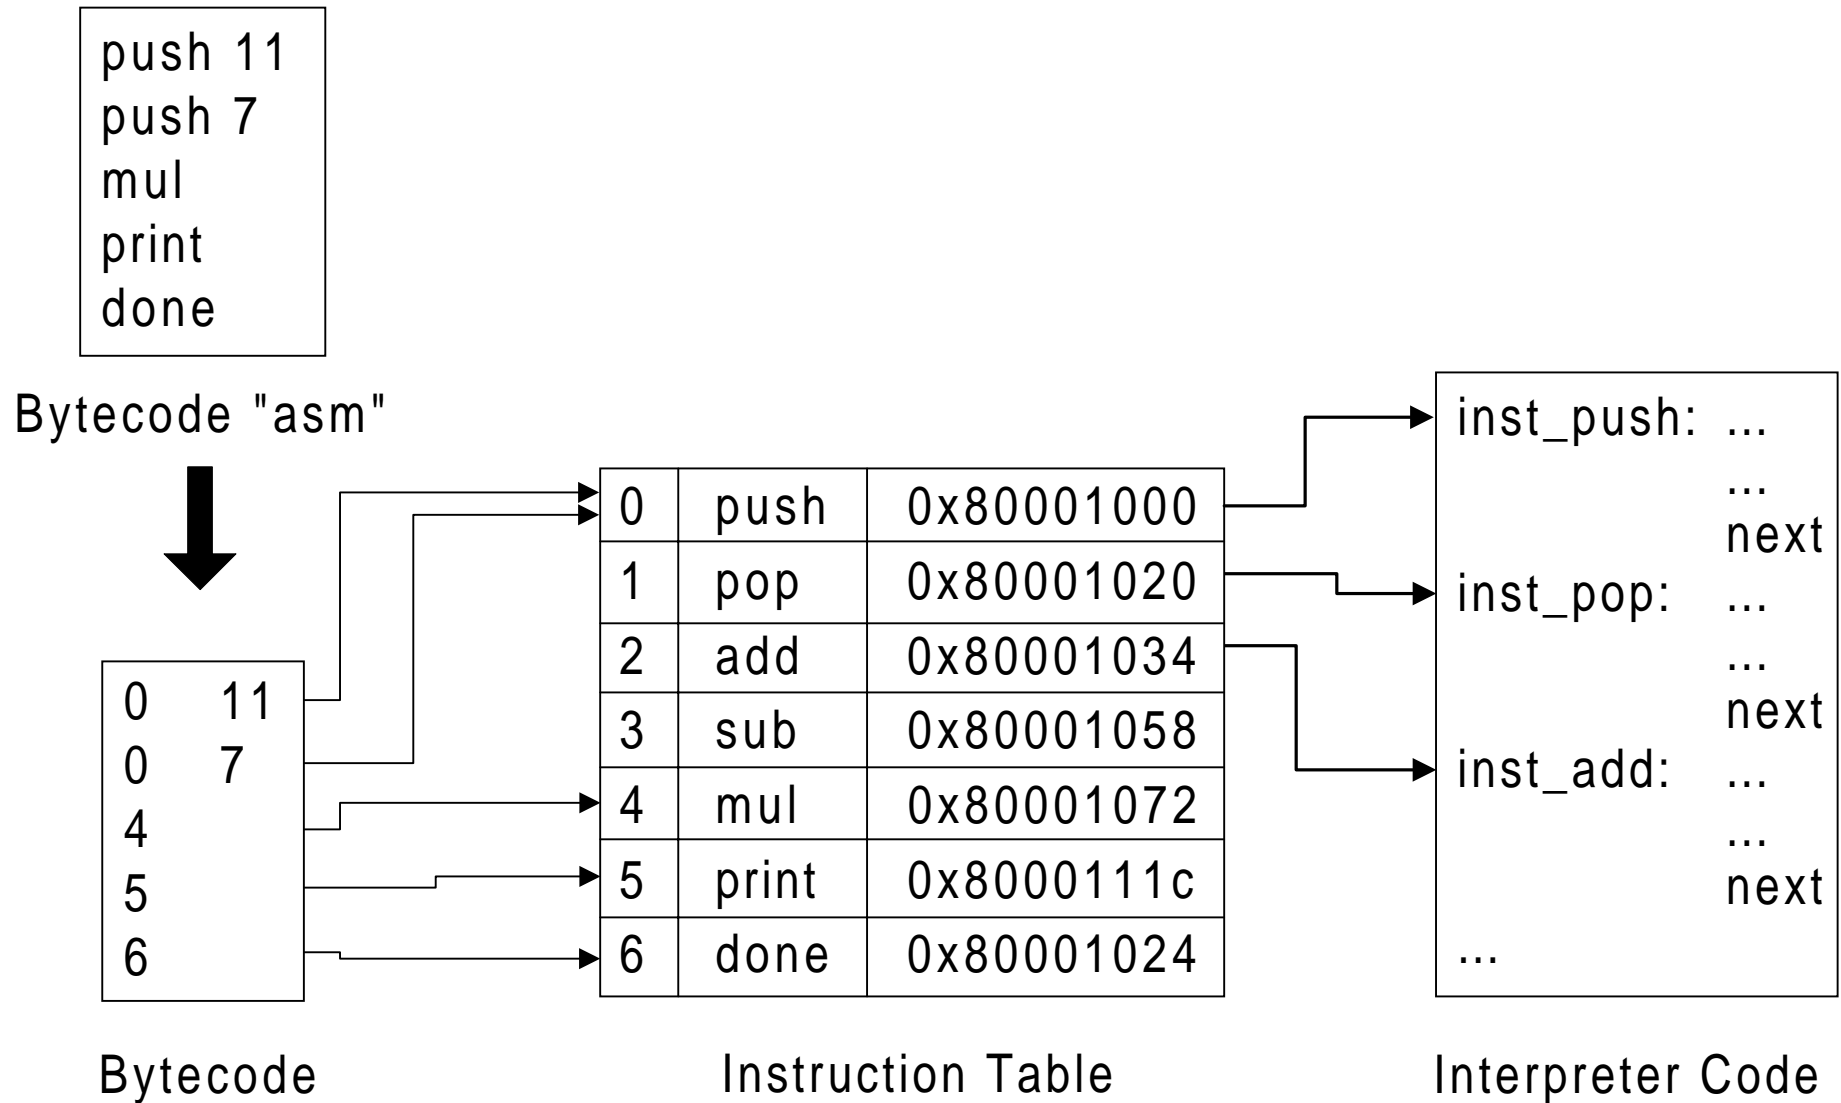 push 11
push 7
mul
print
done
Bytecode "asm"
0 11
0 7
4
5
6
Bytecode
0 push 0x80001000
1 pop 0x80001020
2 add 0x80001034
3 sub 0x80001058
4 mul 0x80001072
5 print 0x8000111c
6 done 0x80001024
Instruction Table
inst_push: ...
...
next
inst_pop: ...
...
next
inst_add: ...
...
next
...
Interpreter Code